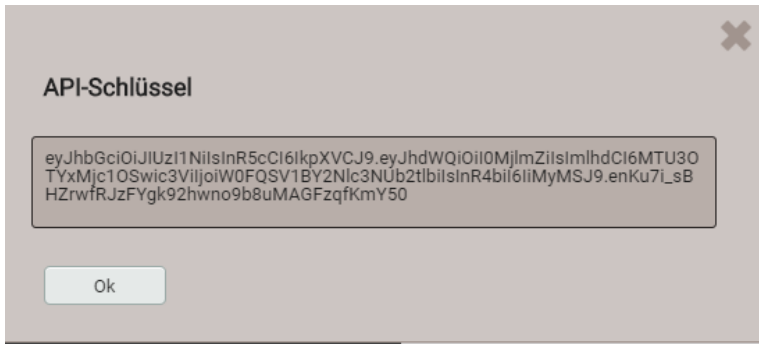 API-Schlüssel
eyJhbGciOiJIUzI1NiIsInR5cCI6IkpXVCJ9.eyJhdWQiOiI0MjlmZiIsImlhdCI6MTU3O
TYxMjc1OSwic3ViIjoiW0FQSV1BY2Nlc3NUb2tlbiIsInR4biI6IiMyMSJ9.enKu7i_sB
HZrwfRJzFYgk92hwno9b8uMAGFzqfKmY50
Ok